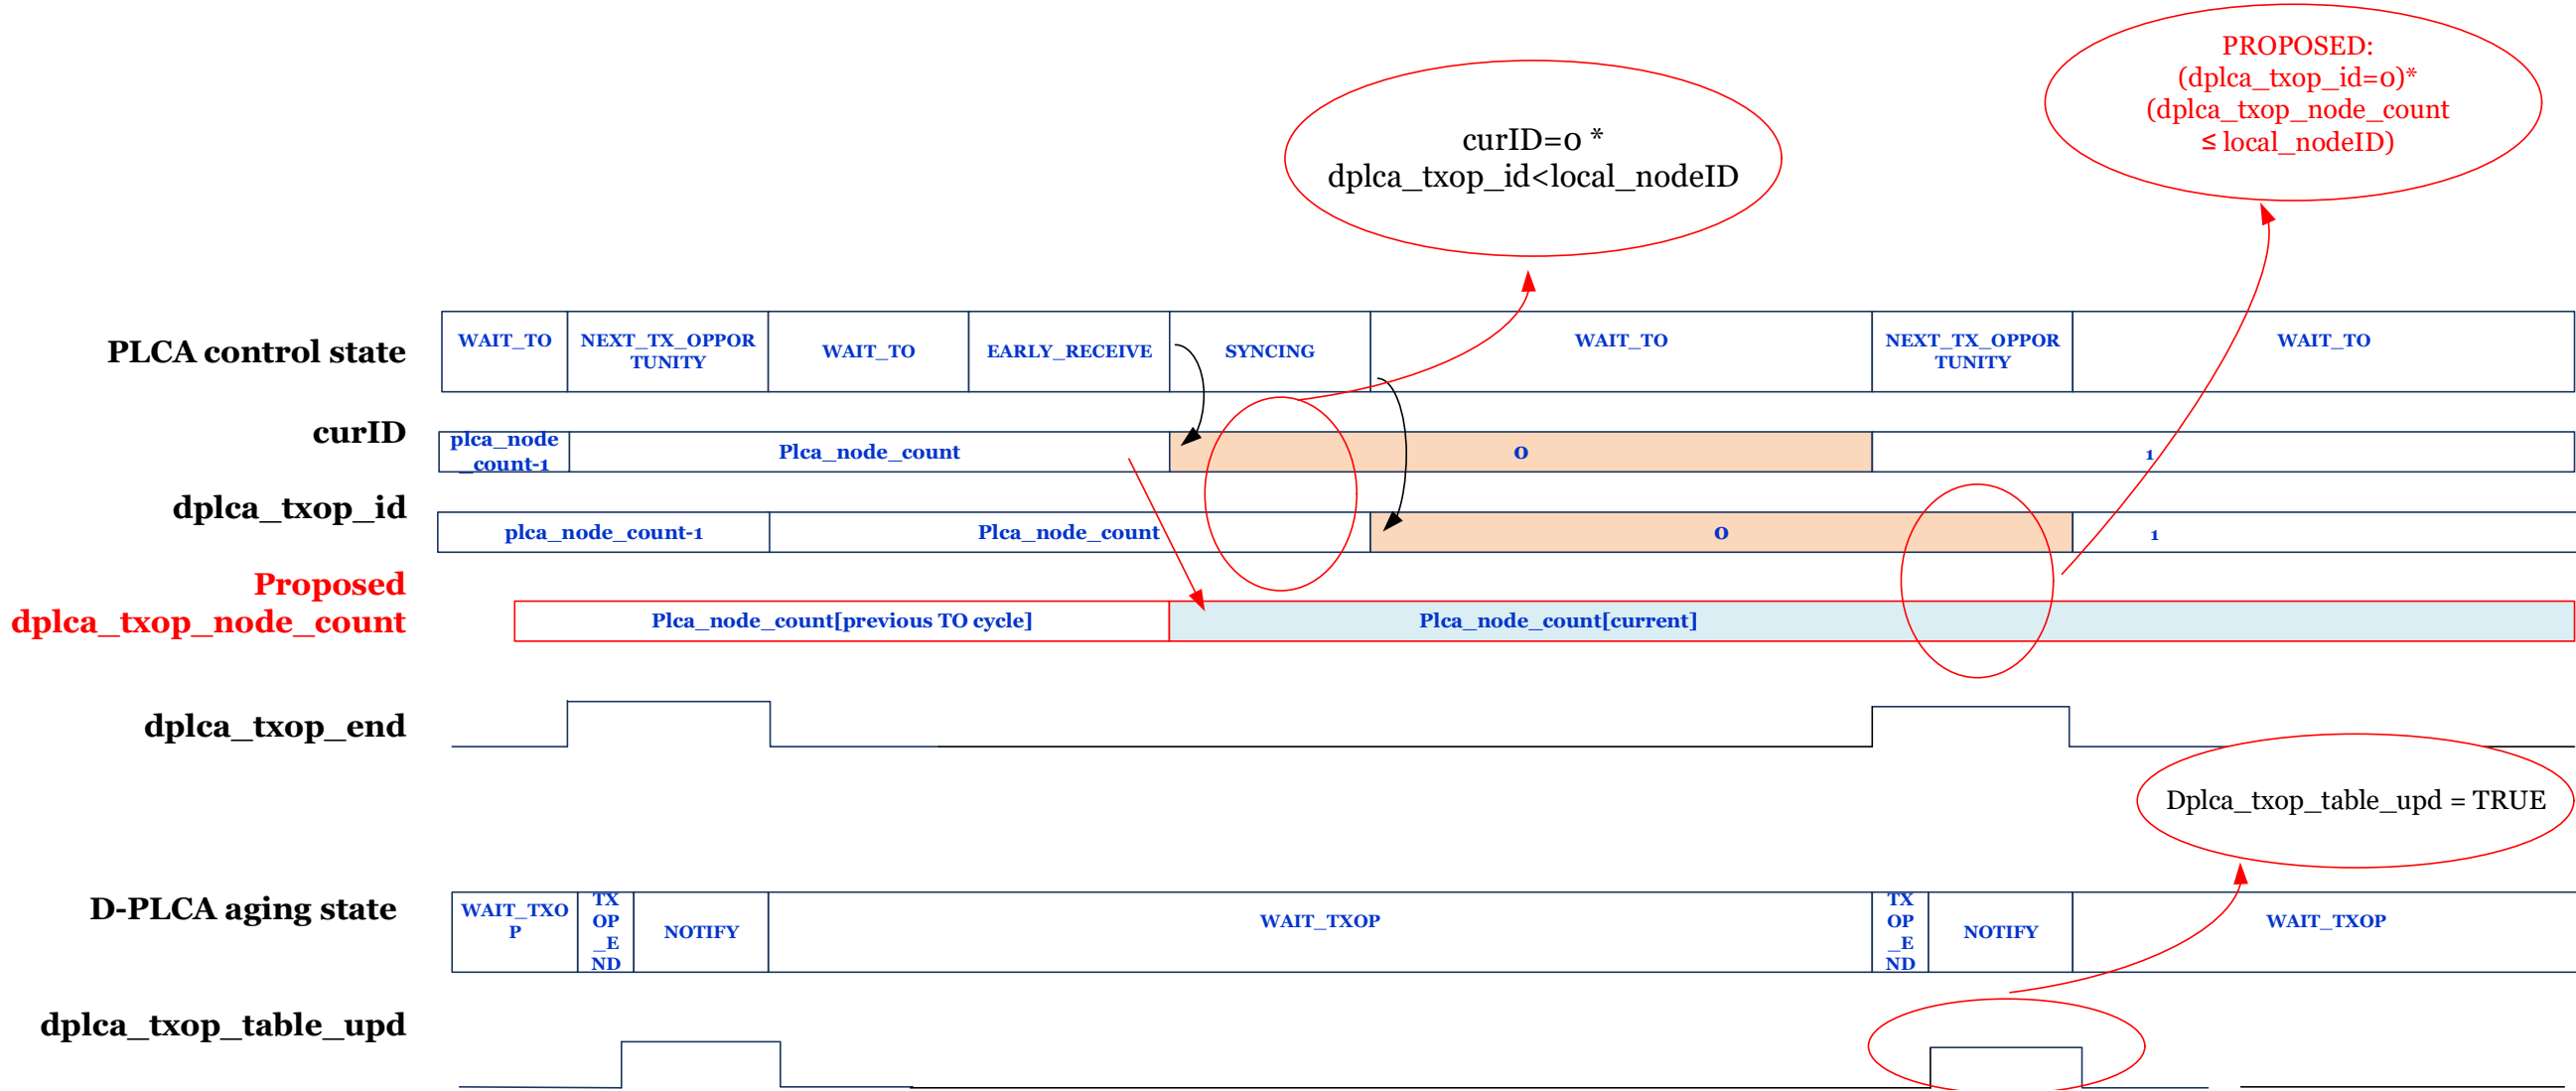 PROPOSED:
(dplca_txop_id=0)*
(dplca_txop_node_count
≤ local_nodeID)
curID=0 *
dplca_txop_id<local_nodeID
PLCA control state
WAIT_TO
NEXT_TX_OPPOR
TUNITY
WAIT_TO
EARLY_RECEIVE
SYNCING
WAIT_TO
NEXT_TX_OPPOR
TUNITY
WAIT_TO
curID
plca_node
_count-1
Plca_node_count
0
1
dplca_txop_id
plca_node_count-1
Plca_node_count
0
1
Proposed
dplca_txop_node_count
Plca_node_count[previous TO cycle]
Plca_node_count[current]
dplca_txop_end
Dplca_txop_table_upd = TRUE
D-PLCA aging state
WAIT_TXO
P
TX
OP
_E
ND
NOTIFY
WAIT_TXOP
TX
OP
_E
ND
NOTIFY
WAIT_TXOP
dplca_txop_table_upd